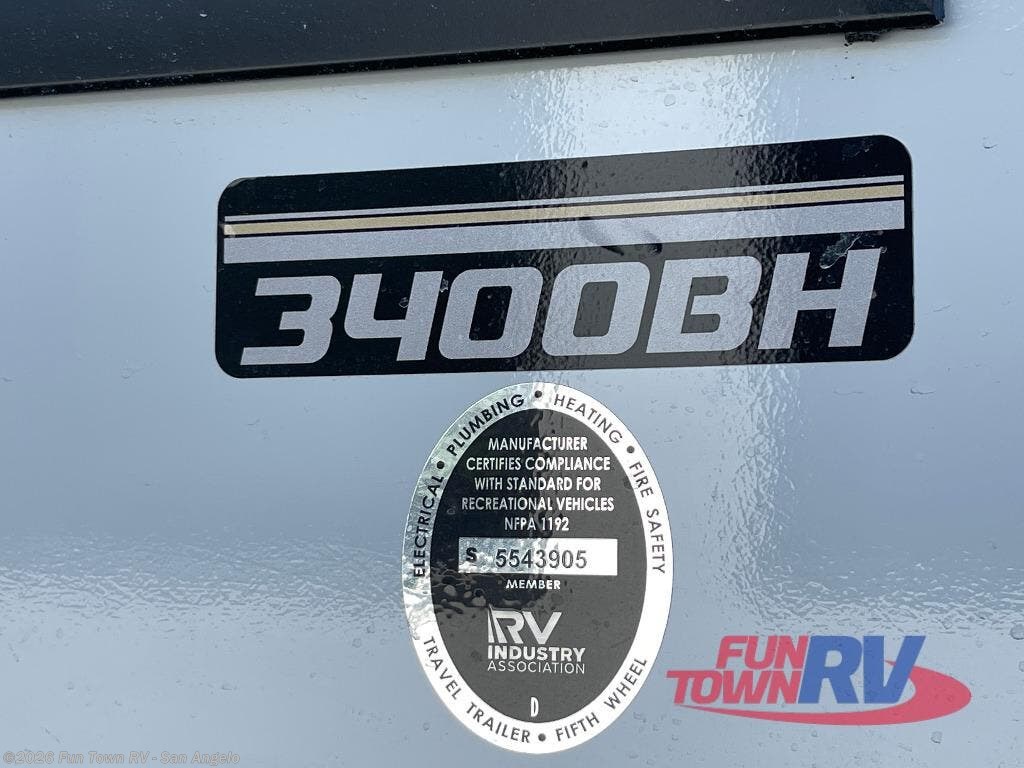 3400BH
ELECTRICAL • PLUMBING • HEATING • FIRE SAFETY
MANUFACTURER
CERTIFIES COMPLIANCE
WITH STANDARD FOR
RECREATIONAL VEHICLES
NFPA 1192
S 5543905
MEMBER
RV
INDUSTRY
ASSOCIATION
D
TRAVEL TRAILER • FIFTH WHEEL
FUN
TOWN RV
©2026 Fun Town RV - San Angelo